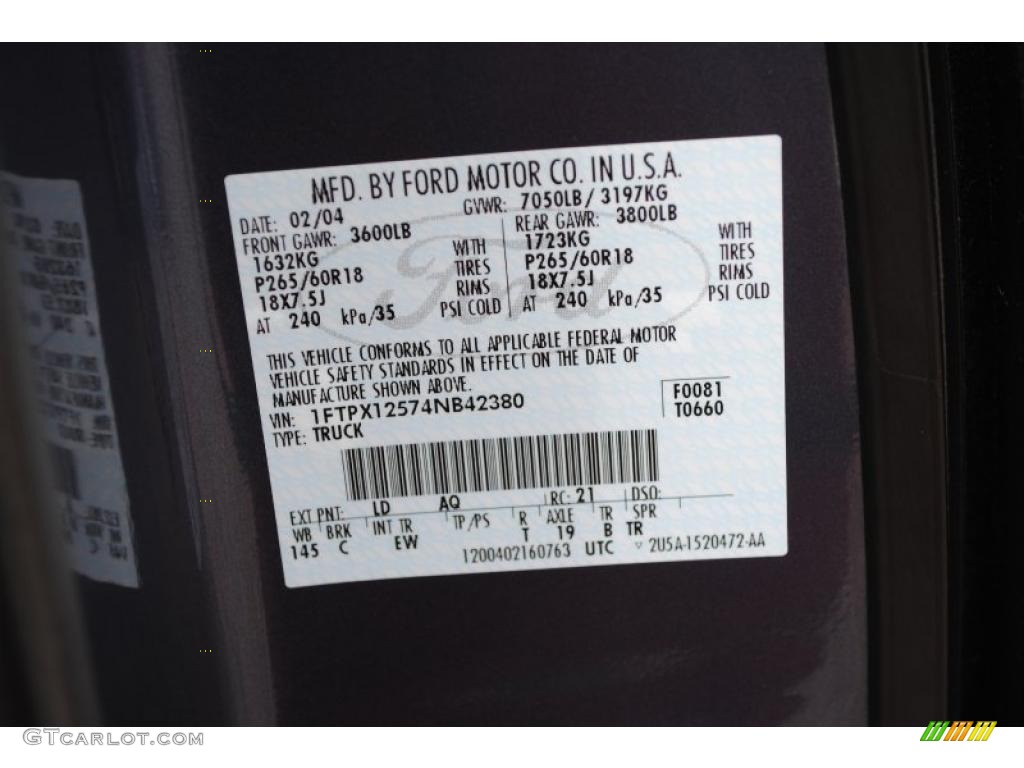 MFD. BY FORD MOTOR CO. IN U.S.A.
DATE: 02/04 GVWR: 7050LB/ 3197KG
FRONT GAWR: 3600LB REAR GAWR: 3800LB
1632KG WITH 1723KG WITH
P265/60R18 TIRES P265/60R18 TIRES
18X7.5J RIMS 18X7.5J RIMS
AT 240 kPa/35 PSI COLD AT 240 kPa/35 PSI COLD
Ford
THIS VEHICLE CONFORMS TO ALL APPLICABLE FEDERAL MOTOR
VEHICLE SAFETY STANDARDS IN EFFECT ON THE DATE OF
MANUFACTURE SHOWN ABOVE.
VIN: 1FTPX12574NB42380 F0081
TYPE: TRUCK T0660
EXT PNT: LD AQ RC: 21 DSO:
WB BRK INT TR TP/PS R AXLE TR SPR
145 C EW T 19 B TR
1200402160763 UTC ▽ 2U5A-1520472-AA
GTCarlot.com